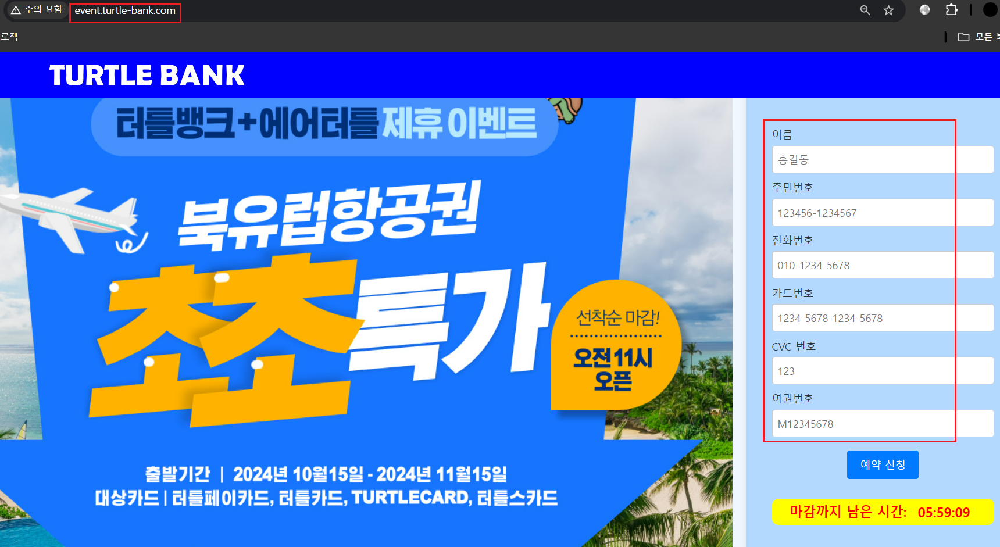 주의 요함
event.turtle-bank.com
로젝
모든
TURTLE BANK
터틀뱅크+에어터틀 제휴 이벤트
북유럽항공권
쪼특가
선착순 마감!
오전 11시
오픈
출발기간 | 2024년 10월15일 - 2024년 11월15일
대상카드 | 터틀페이카드, 터틀카드, TURTLECARD, 터틀스카드
이름
홍길동
주민번호
123456-1234567
전화번호
010-1234-5678
카드번호
1234-5678-1234-5678
CVC 번호
123
여권번호
M12345678
예약 신청
마감까지 남은 시간: 05:59:09